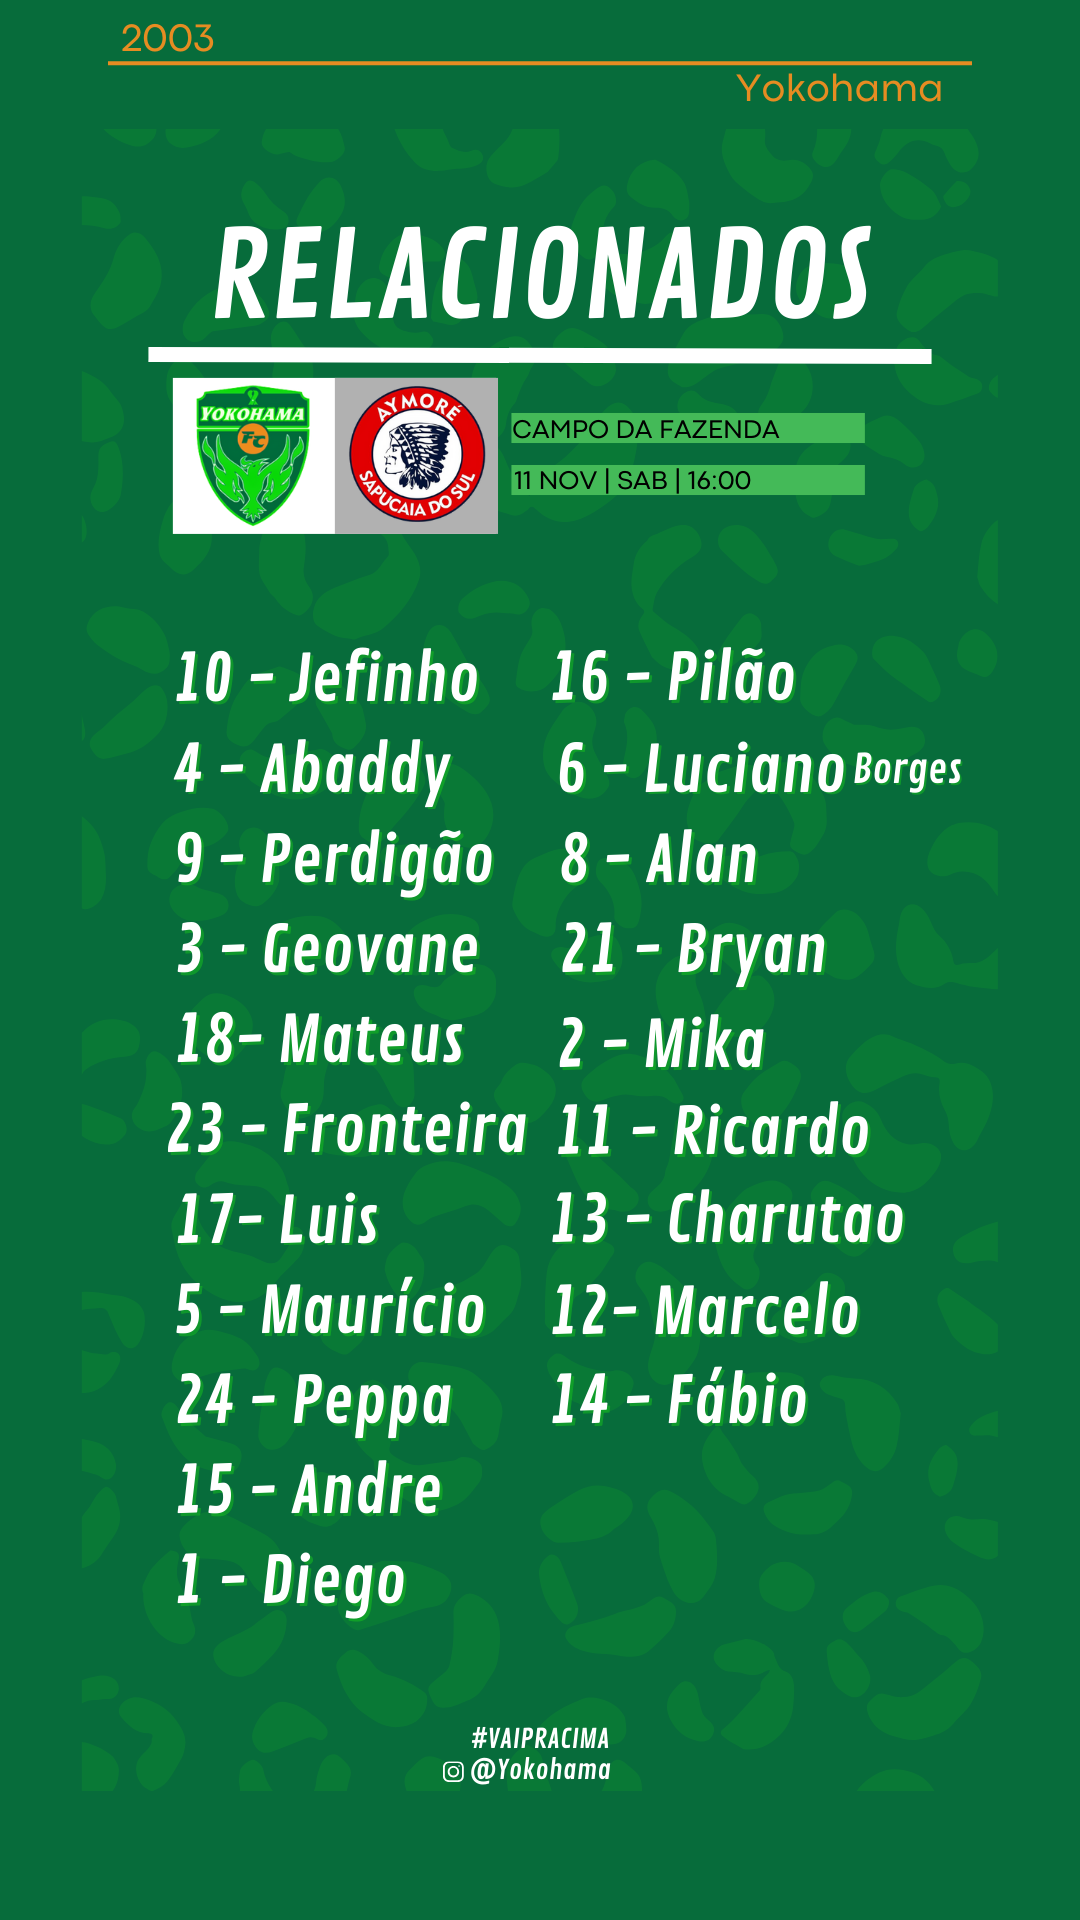 2003
Yokohama
RELACIONADOS
YOKOHAMA
FC
AYMORÉ
SAPUCAIA DO SUL
CAMPO DA FAZENDA
11 NOV | SAB | 16:00
10 - Jefinho
4 - Abaddy
9 - Perdigão
3 - Geovane
18- Mateus
23 - Fronteira
17- Luis
5 - Maurício
24 - Peppa
15 - Andre
1 - Diego
16 - Pilão
6 - Luciano Borges
8 - Alan
21 - Bryan
2 - Mika
11 - Ricardo
13 - Charutao
12- Marcelo
14 - Fábio
#VAIPRACIMA
@Yokohama